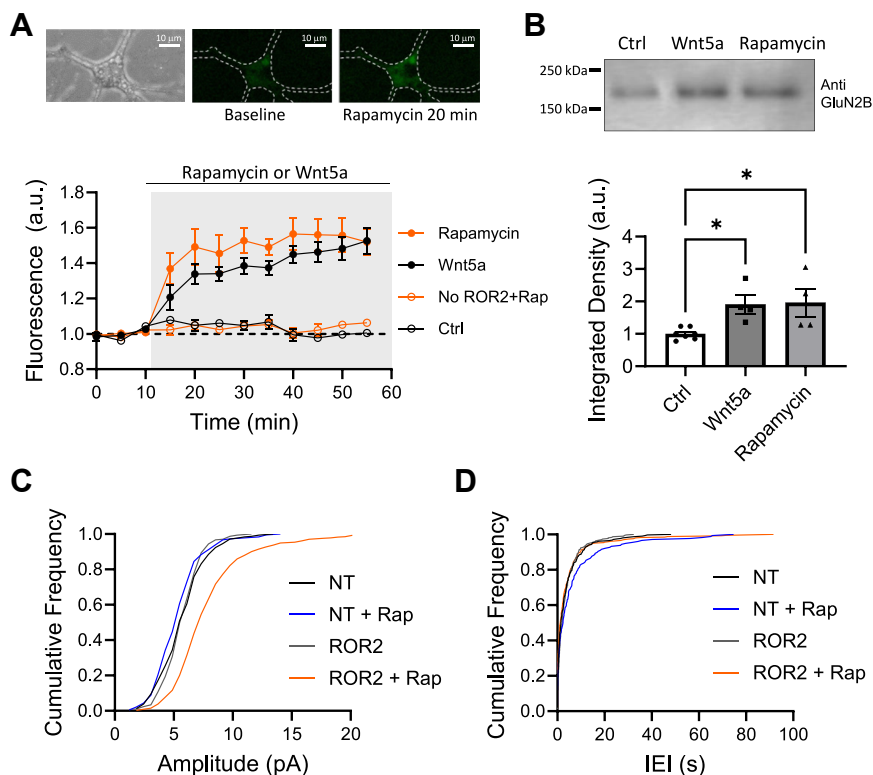 A
10 µm
10 µm
10 µm
Baseline
Rapamycin 20 min
Rapamycin or Wnt5a
Fluorescence (a.u.)
1.8
1.6
1.4
1.2
1.0
0.8
0
10
20
30
40
50
60
Time (min)
Rapamycin
Wnt5a
No ROR2+Rap
Ctrl
B
Ctrl
Wnt5a
Rapamycin
250 kDa
150 kDa
Anti
GluN2B
*
*
Integrated Density (a.u.)
4
3
2
1
0
Ctrl
Wnt5a
Rapamycin
C
Cumulative Frequency
1.0
0.8
0.6
0.4
0.2
0.0
0
5
10
15
20
Amplitude (pA)
NT
NT + Rap
ROR2
ROR2 + Rap
D
Cumulative Frequency
1.0
0.8
0.6
0.4
0.2
0.0
0
20
40
60
80
100
IEI (s)
NT
NT + Rap
ROR2
ROR2 + Rap